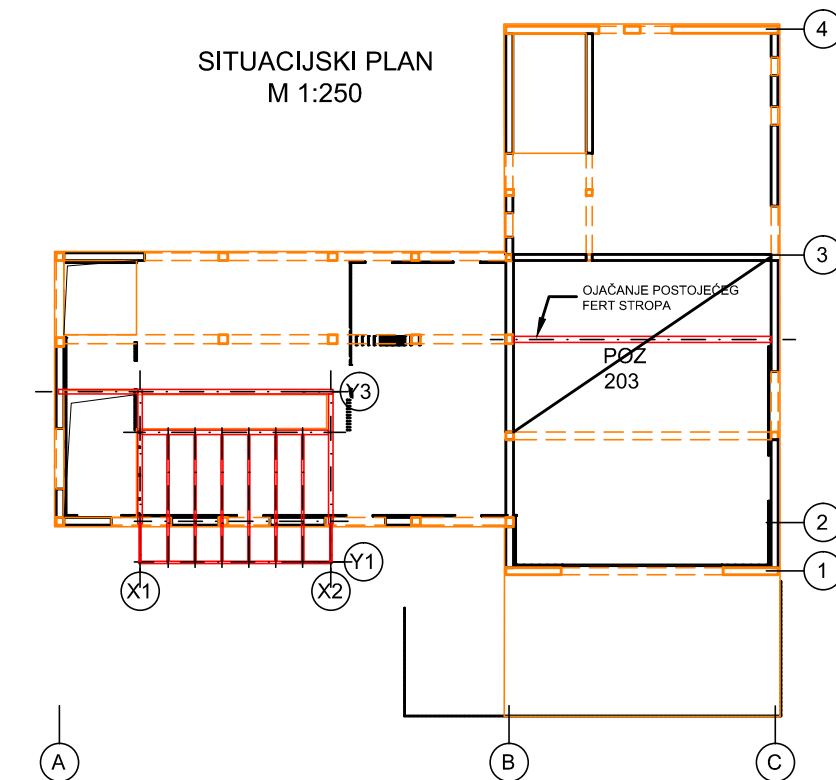 4
SITUACIJSKI PLAN
M 1:250
3
OJAČANJE POSTOJEĆEG
FERT STROPA
POZ
203
Y3
2
Y1
1
X1
X2
A
B
C